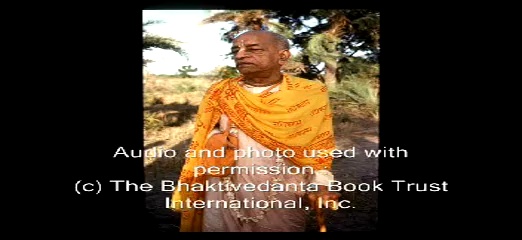 Audio and photo used with
permission
(c) The Bhaktivedanta Book Trust
International, Inc.